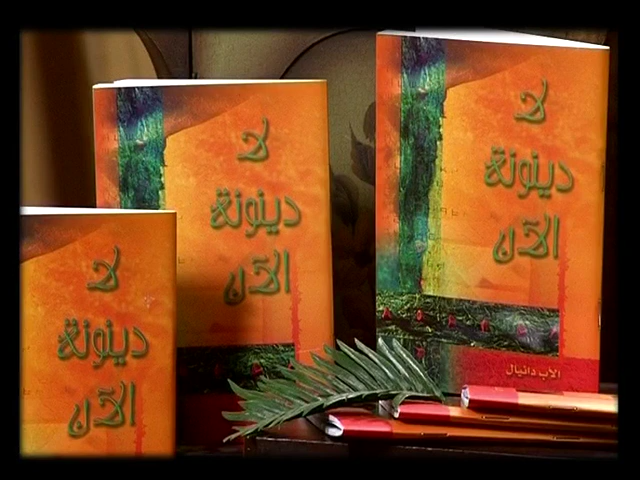 لا
دينونة
الآن
لا
دينونة
الآن
الأب دانيال
لا
دينونة
الآن